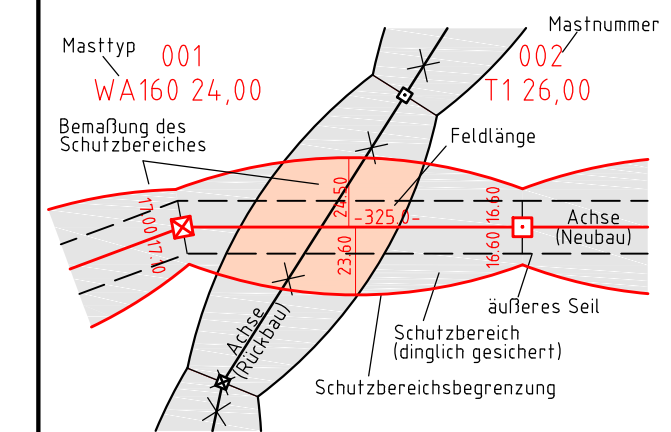 Mastnummer
Masttyp
001
002
WA160 24,00
T1 26,00
Bemaßung des
Schutzbereiches
Feldlänge
17.00
17.10
24.50
-325.0-
23.60
16.60
16.60
Achse
(Neubau)
äußeres Seil
Achse
(Rückbau)
Schutzbereich
(dinglich gesichert)
Schutzbereichsbegrenzung